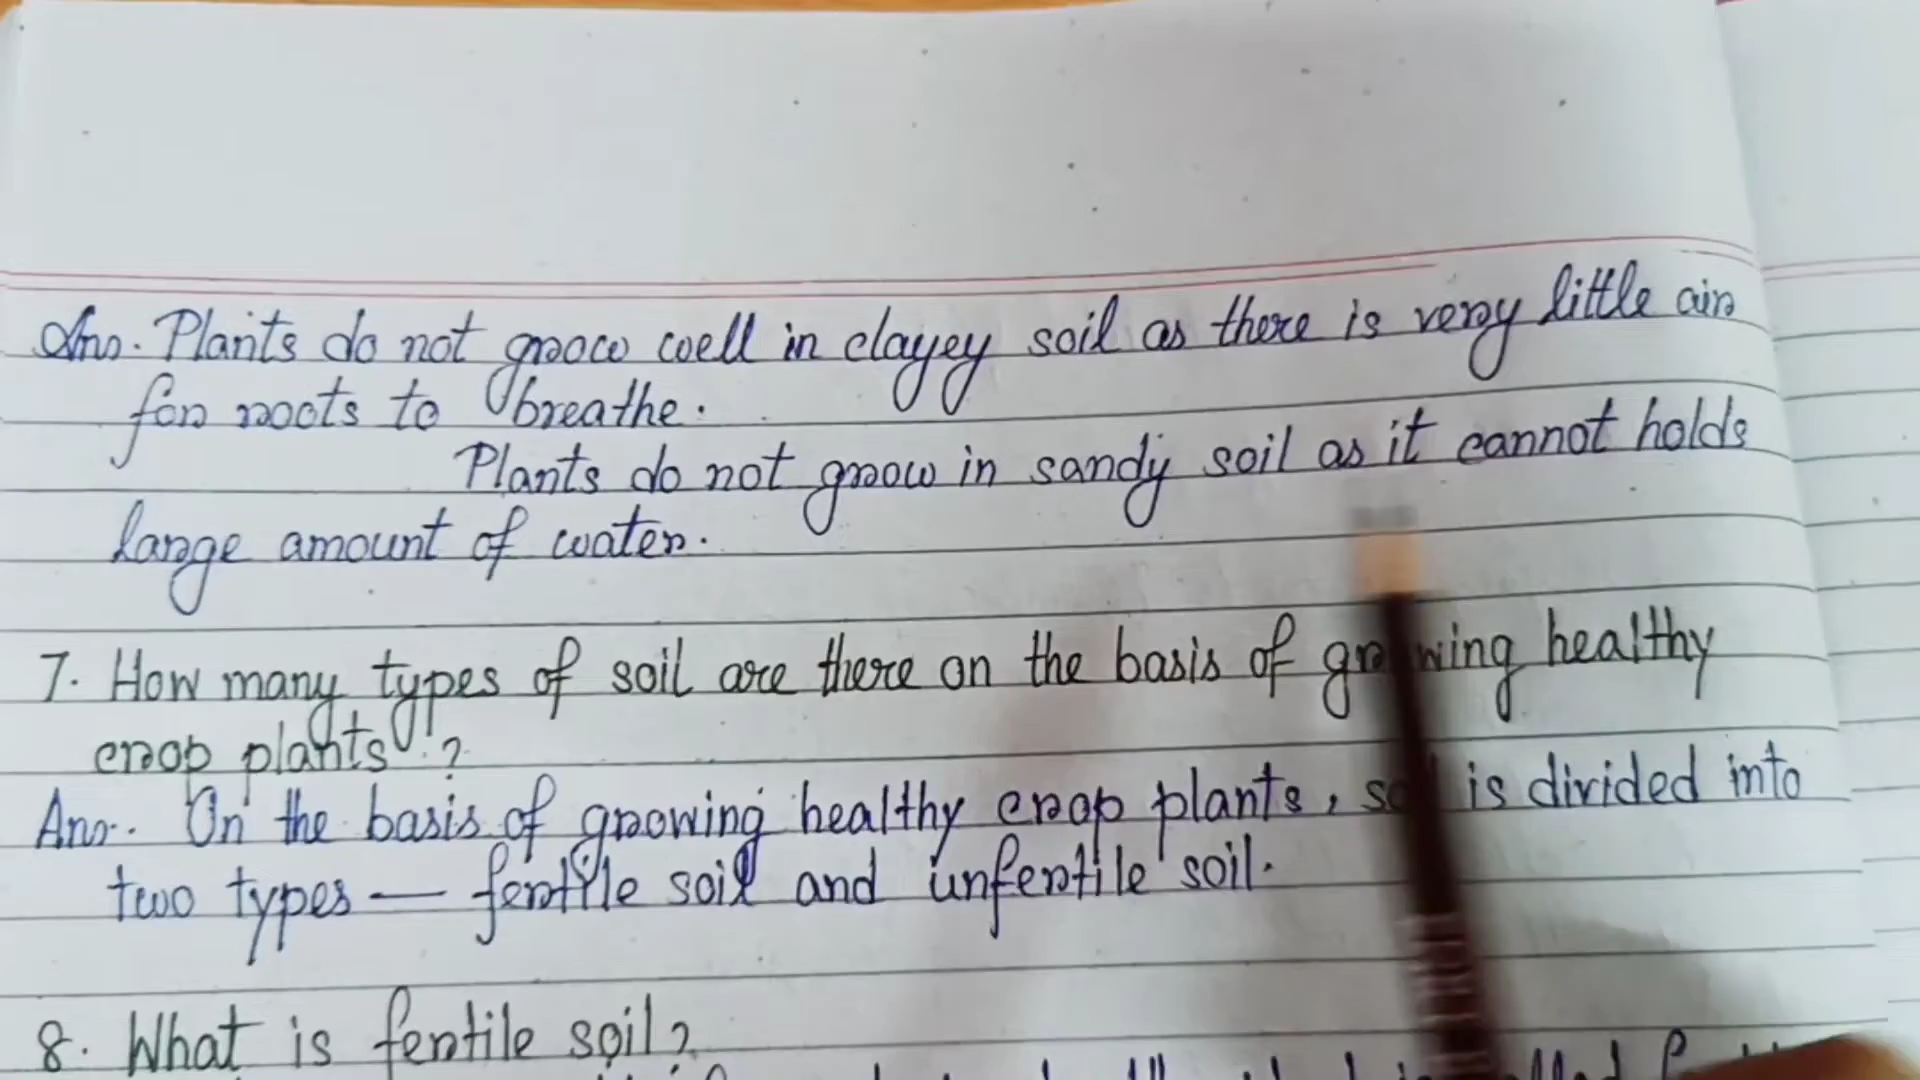 Ans. Plants do not grow well in clayey soil as there is very little air
for roots to breathe.
Plants do not grow in sandy soil as it cannot holds
large amount of water.
7. How many types of soil are there on the basis of growing healthy
crop plants?
Ans. On the basis of growing healthy crop plants, soil is divided into
two types — fertile soil and unfertile soil.
8. What is fertile soil?